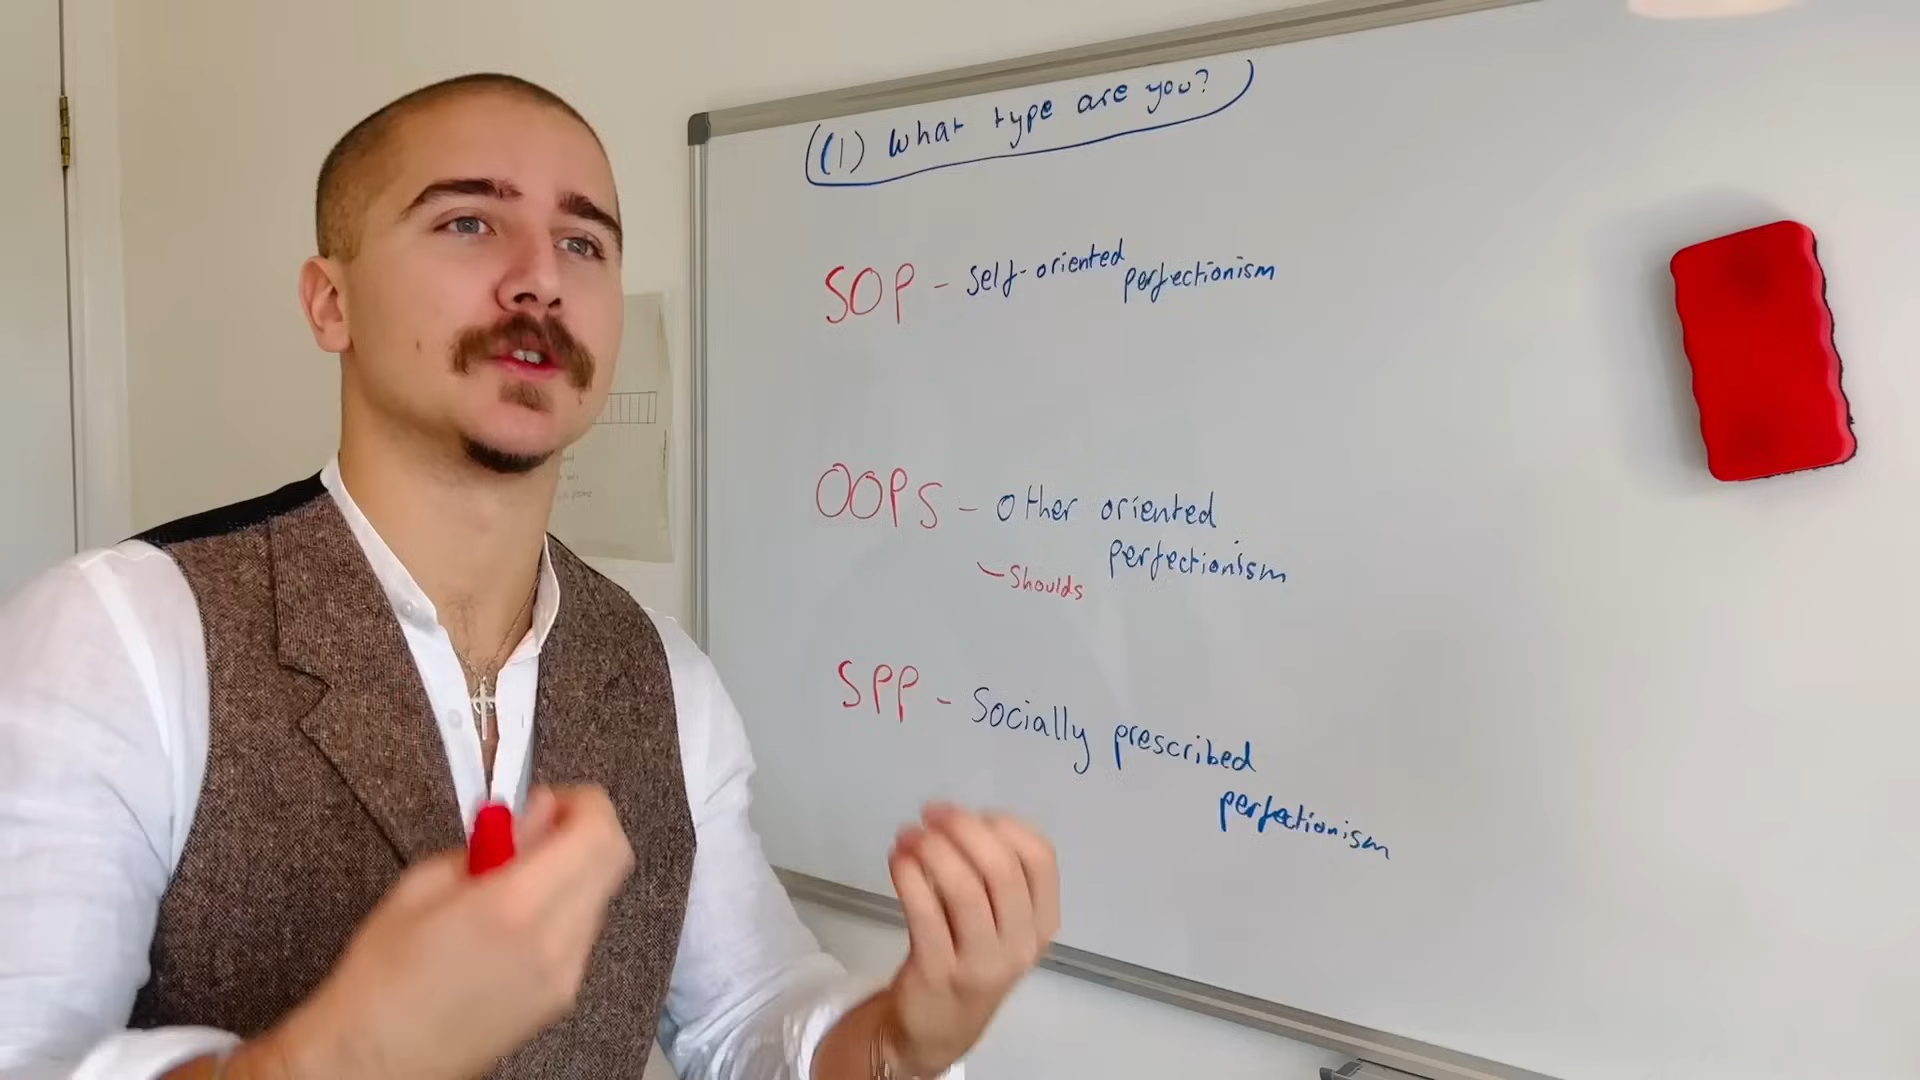 (1) What type are you?
SOP - Self-oriented perfectionism
OOPS - Other oriented
perfectionism
- Shoulds
SPP - Socially prescribed
perfectionism